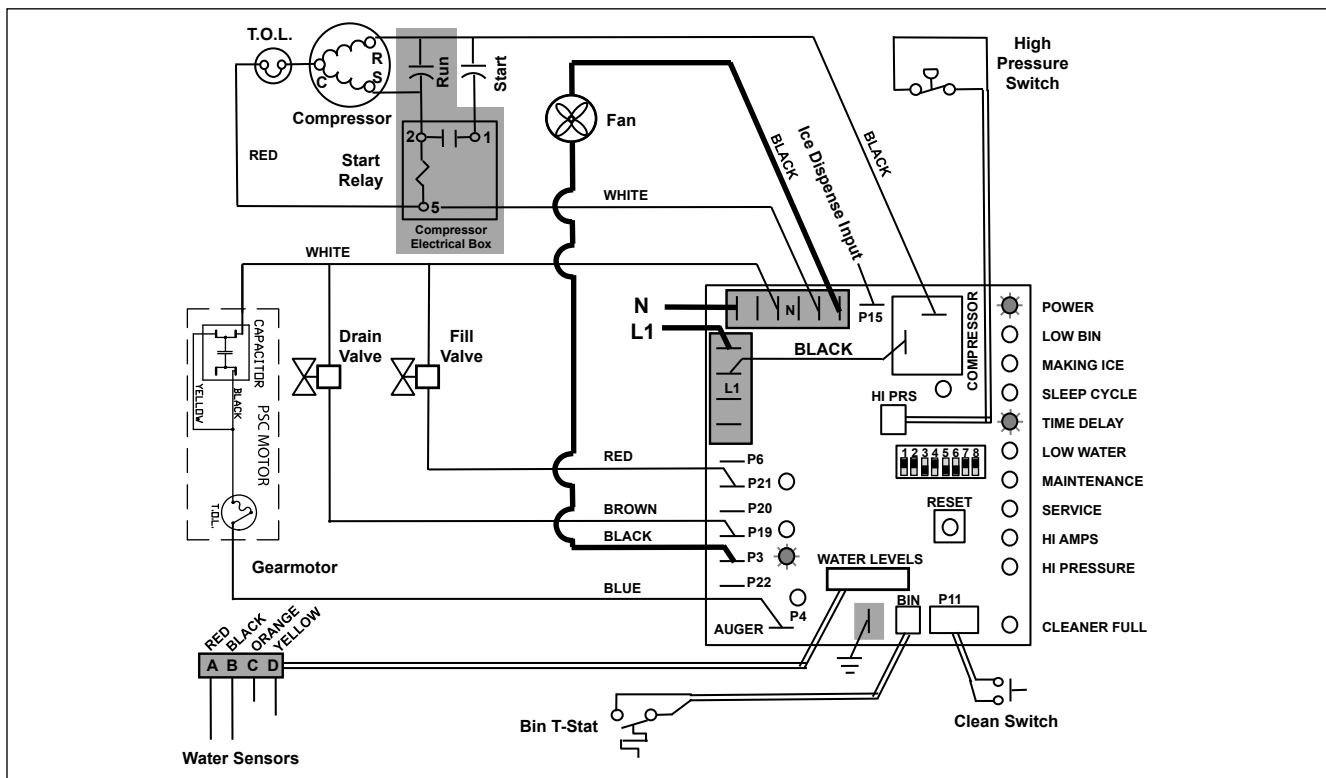 T.O.L.
C
R
S
Compressor
Run
Start
2
1
5
Start
Relay
Compressor
Electrical Box
RED
WHITE
Fan
BLACK
Ice Dispense Input
BLACK
High
Pressure
Switch
WHITE
CAPACITOR
YELLOW
BLACK
PSC MOTOR
T.O.L.
Gearmotor
Drain
Valve
Fill
Valve
N
L1
N
P15
BLACK
L1
COMPRESSOR
HI PRS
1 2 3 4 5 6 7 8
RESET
RED
P6
P21
P20
BROWN
P19
BLACK
P3
P22
BLUE
P4
AUGER
WATER LEVELS
BIN
P11
POWER
LOW BIN
MAKING ICE
SLEEP CYCLE
TIME DELAY
LOW WATER
MAINTENANCE
SERVICE
HI AMPS
HI PRESSURE
CLEANER FULL
RED
BLACK
ORANGE
YELLOW
A B C D
Water Sensors
Bin T-Stat
Clean Switch